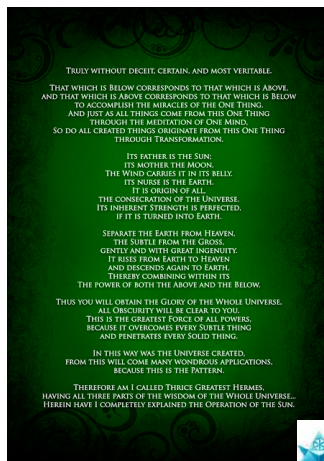 Truly without deceit, certain, and most veritable.
That which is Below corresponds to that which is Above,
and that which is Above corresponds to that which is Below
to accomplish the miracles of the One Thing.
And just as all things come from this One Thing
through the meditation of One Mind,
So do all created things originate from this One Thing
through Transformation.
Its father is the Sun;
its mother the Moon.
The Wind carries it in its belly.
its nurse is the Earth.
It is origin of all,
the consecration of the Universe.
Its inherent Strength is perfected,
if it is turned into Earth.
Separate the Earth from Heaven,
the Subtle from the Gross,
gently and with great ingenuity.
It rises from Earth to Heaven
and descends again to Earth,
Thereby combining within Its
The power of both the Above and the Below.
Thus you will obtain the Glory of the Whole Universe,
all Obscurity will be clear to you.
This is the greatest Force of all powers,
because it overcomes every Subtle thing
and penetrates every Solid thing.
In this way was the Universe created,
from this will come many wondrous applications,
because this is the Pattern.
Therefore am I called Thrice Greatest Hermes,
having all three parts of the wisdom of the Whole Universe...
Herein have I completely explained the Operation of the Sun.